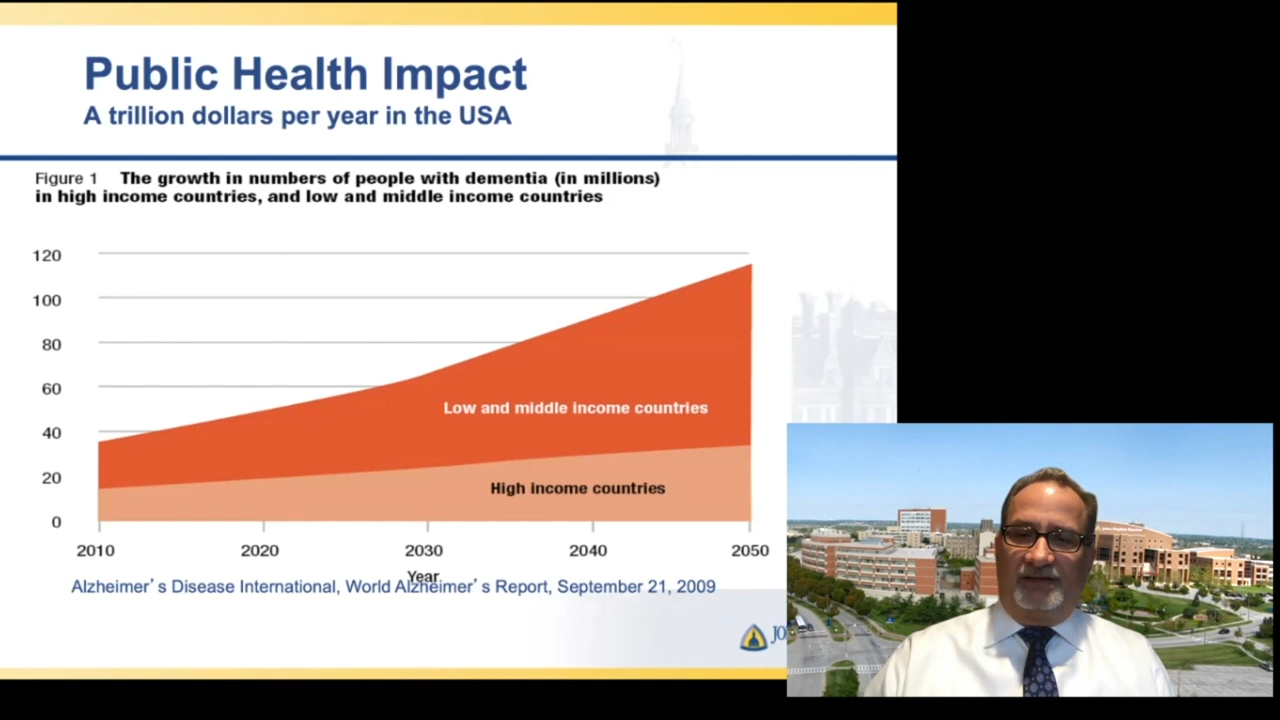 Public Health Impact
A trillion dollars per year in the USA
Figure 1 The growth in numbers of people with dementia (in millions)
in high income countries, and low and middle income countries
120
100
80
60
40
20
0
Low and middle income countries
High income countries
2010 2020 2030 2040 2050
Year
Alzheimer's Disease International, World Alzheimer's Report, September 21, 2009
JO